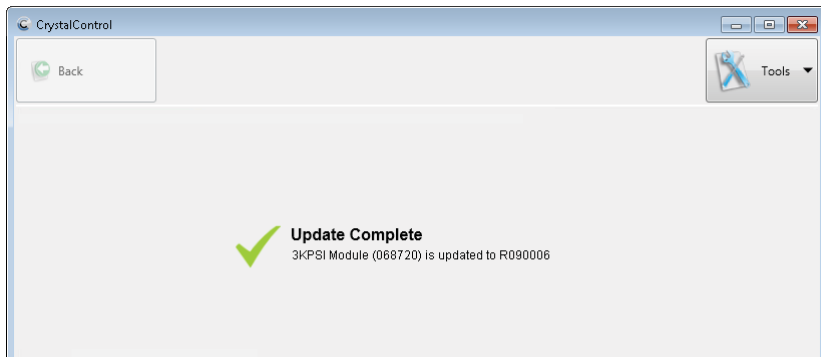 CrystalControl
Back
Tools
Update Complete
3KPSI Module (068720) is updated to R090006